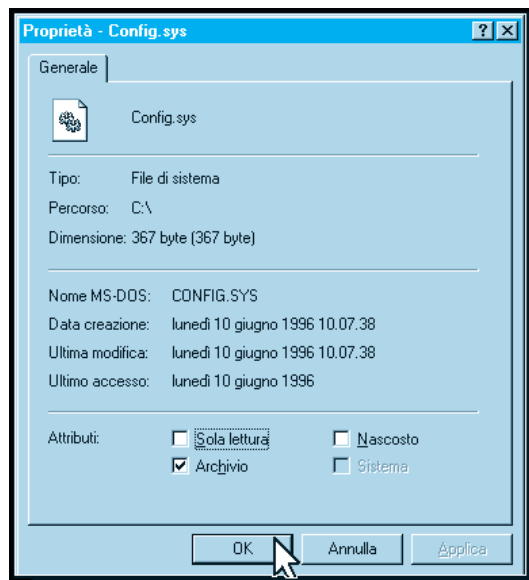 Proprietà - Config.sys
Generale
Config.sys
Tipo: File di sistema
Percorso: C:\
Dimensione: 367 byte (367 byte)
Nome MS-DOS: CONFIG.SYS
Data creazione: lunedì 10 giugno 1996 10.07.38
Ultima modifica: lunedì 10 giugno 1996 10.07.38
Ultimo accesso: lunedì 10 giugno 1996
Attributi: Sola lettura Nascosto
Archivio Sistema
OK Annulla Applica